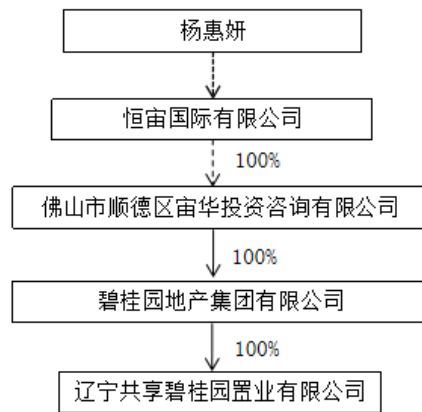 杨惠妍
恒宙国际有限公司
100%
佛山市顺德区宙华投资咨询有限公司
100%
碧桂园地产集团有限公司
100%
辽宁共享碧桂园置业有限公司